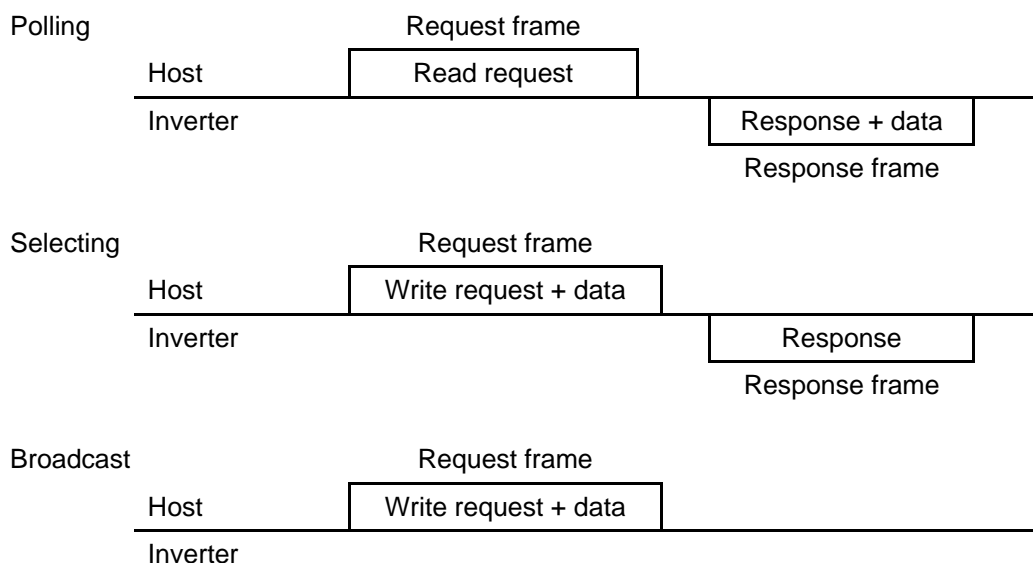 Polling Request frame
Host Read request
Inverter Response + data
Response frame
Selecting Request frame
Host Write request + data
Inverter Response
Response frame
Broadcast Request frame
Host Write request + data
Inverter